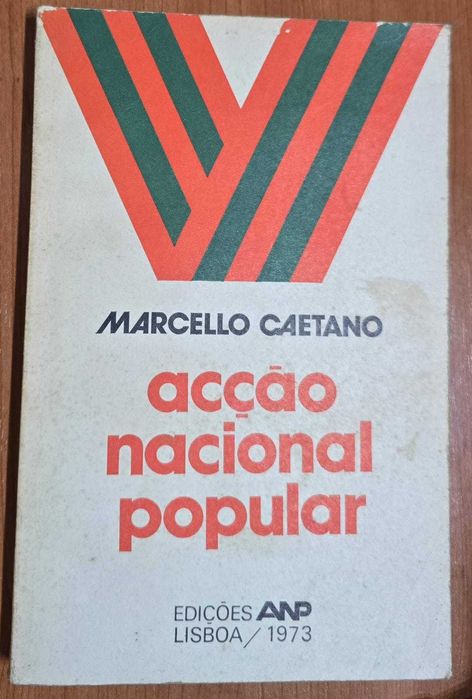 MARCELLO CAETANO
acção
nacional
popular
EDIÇÕES ANP
LISBOA / 1973